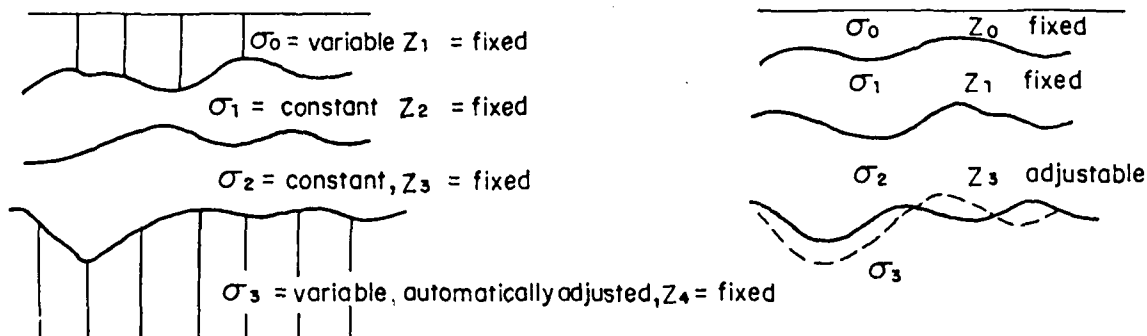 σ0 = variable Z1 = fixed
σ1 = constant Z2 = fixed
σ2 = constant, Z3 = fixed
σ3 = variable, automatically adjusted, Z4 = fixed
σ0 Z0 fixed
σ1 Z1 fixed
σ2 Z3 adjustable
σ3